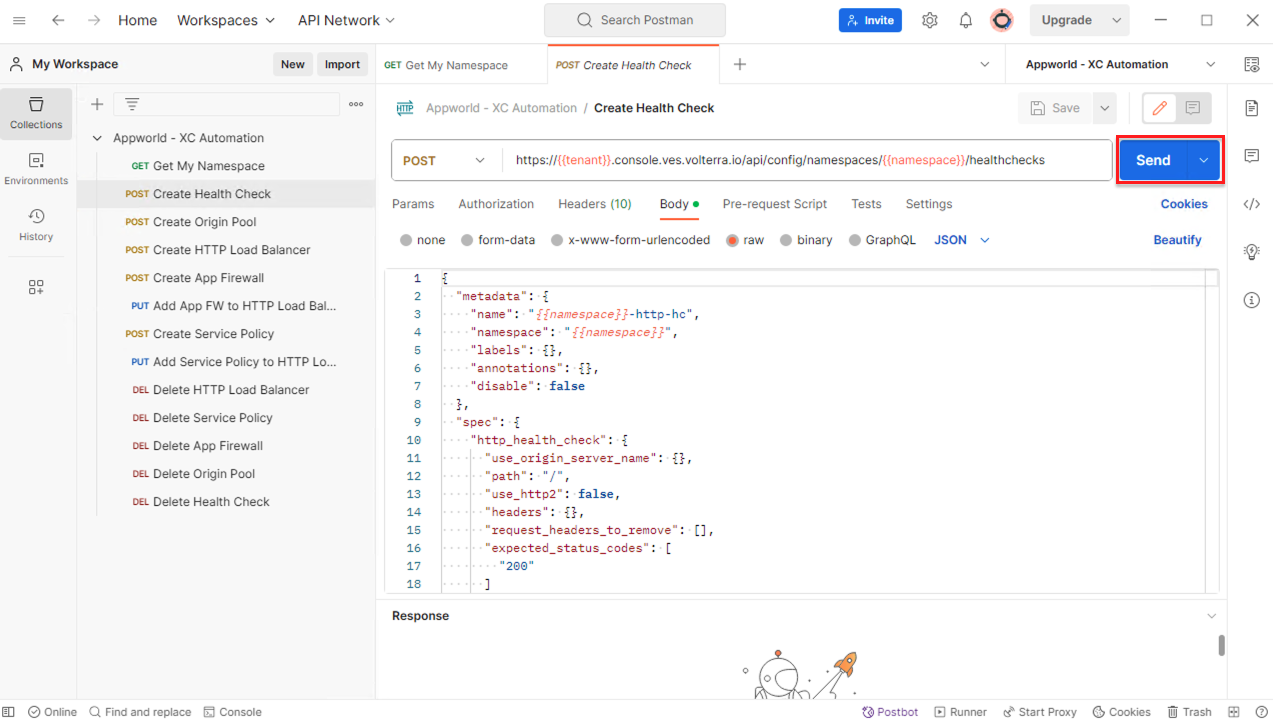 Home Workspaces API Network Search Postman Invite Upgrade
My Workspace New Import GET Get My Namespace POST Create Health Check Appworld - XC Automation
Collections
Environments
History
Appworld - XC Automation
GET Get My Namespace
POST Create Health Check
POST Create Origin Pool
POST Create HTTP Load Balancer
POST Create App Firewall
PUT Add App FW to HTTP Load Bal...
POST Create Service Policy
PUT Add Service Policy to HTTP Lo...
DEL Delete HTTP Load Balancer
DEL Delete Service Policy
DEL Delete App Firewall
DEL Delete Origin Pool
DEL Delete Health Check
HTTP Appworld - XC Automation / Create Health Check Save
POST https://{{tenant}}.console.ves.volterra.io/api/config/namespaces/{{namespace}}/healthchecks Send
Params Authorization Headers (10) Body Pre-request Script Tests Settings Cookies
none form-data x-www-form-urlencoded raw binary GraphQL JSON Beautify
1 {
2 "metadata": {
3 "name": "{{namespace}}-http-hc",
4 "namespace": "{{namespace}}",
5 "labels": {},
6 "annotations": {},
7 "disable": false
8 },
9 "spec": {
10 "http_health_check": {
11 "use_origin_server_name": {},
12 "path": "/",
13 "use_http2": false,
14 "headers": {},
15 "request_headers_to_remove": [],
16 "expected_status_codes": [
17 "200"
18 ]
Response
Online Find and replace Console Postbot Runner Start Proxy Cookies Trash